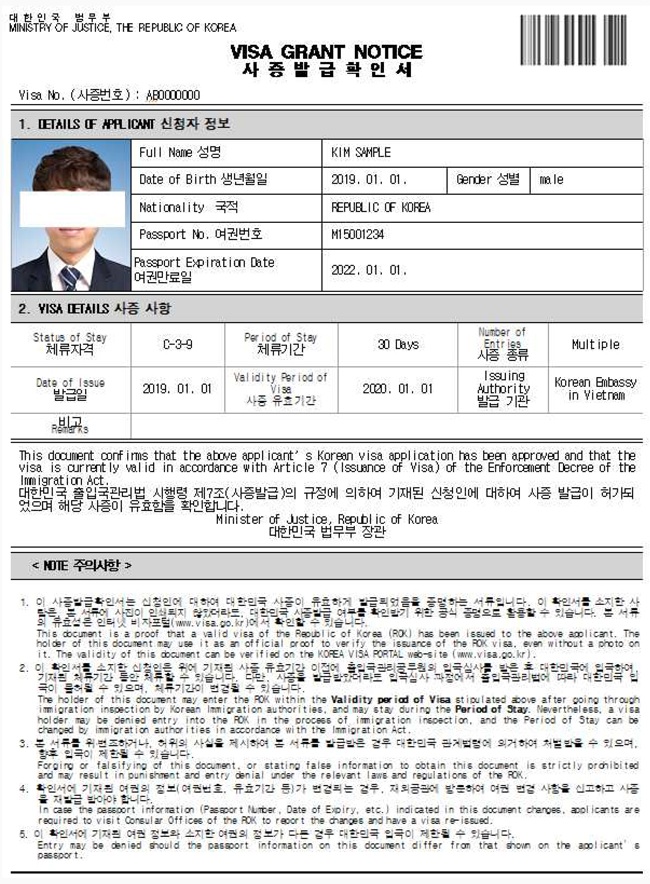 대한민국 법무부
MINISTRY OF JUSTICE, THE REPUBLIC OF KOREA
VISA GRANT NOTICE
사증발급확인서
Visa No. (사증번호) : AB0000000
1. DETAILS OF APPLICANT 신청자 정보
Full Name 성명 KIM SAMPLE
Date of Birth 생년월일 2019. 01. 01. Gender 성별 male
Nationality 국적 REPUBLIC OF KOREA
Passport No. 여권번호 M15001234
Passport Expiration Date
여권만료일 2022. 01. 01.
2. VISA DETAILS 사증 사항
Status of Stay
체류자격 C-3-9 Period of Stay
체류기간 30 Days Number of
Entries
사증 종류 Multiple
Date of Issue
발급일 2019. 01. 01 Validity Period of
Visa
사증 유효기간 2020. 01. 01 Issuing
Authority
발급 기관 Korean Embassy
in Vietnam
비고
Remarks
This document confirms that the above applicant's Korean visa application has been approved and that the
visa is currently valid in accordance with Article 7 (Issuance of Visa) of the Enforcement Decree of the
Immigration Act.
대한민국 출입국관리법 시행령 제7조(사증발급)의 규정에 의하여 기재된 신청인에 대하여 사증 발급이 허가되
었으며 해당 사증이 유효함을 확인합니다.
Minister of Justice, Republic of Korea
대한민국 법무부 장관
< NOTE 주의사항 >
1. 이 사증발급확인서는 신청인에 대하여 대한민국 사증이 유효하게 발급되었음을 증명하는 서류입니다. 이 확인서를 소지한 사
람은, 본 서류에 사진이 인쇄되지 않았더라도, 대한민국 사증발급 여부를 확인받기 위한 공식 증명으로 활용할 수 있습니다. 본 서류
의 유효성은 인터넷 비자포털(www.visa.go.kr)에서 확인할 수 있습니다.
This document is a proof that a valid visa of the Republic of Korea (ROK) has been issued to the above applicant. The
holder of this document may use it as an official proof to verify the issuance of the ROK visa, even without a photo on
it. The validity of this document can be verified on the KOREA VISA PORTAL web-site (www.visa.go.kr).
2. 이 확인서를 소지한 신청인은 위에 기재된 사증 유효기간 이전에 출입국관리공무원의 입국심사를 받은 후 대한민국에 입국하여,
기재된 체류기간 동안 체류할 수 있습니다. 다만, 사증을 발급받았더라도 입국심사 과정에서 출입국관리법에 따라 대한민국 입
국이 불허될 수 있으며, 체류기간이 변경될 수 있습니다.
The holder of this document may enter the ROK within the Validity period of Visa stipulated above after going through
immigration inspection by Korean Immigration authorities, and may stay during the Period of Stay. Nevertheless, a visa
holder may be denied entry into the ROK in the process of immigration inspection, and the Period of Stay can be
changed by immigration authorities in accordance with the Immigration Act.
3. 본 서류를 위변조하거나, 허위의 사실을 제시하여 본 서류를 발급받은 경우 대한민국 관계법령에 의거하여 처벌받을 수 있으며,
향후 입국이 제한될 수 있습니다.
Forging or falsifying of this document, or stating false information to obtain this document is strictly prohibited
and may result in punishment and entry denial under the relevant laws and regulations of the ROK.
4. 확인서에 기재된 여권의 정보(여권번호, 유효기간 등)가 변경되는 경우, 재외공관에 방문하여 여권 변경 사항을 신고하고 사증
을 재발급 받아야 합니다.
In case the passport information (Passport Number, Date of Expiry, etc.) indicated in this document changes, applicants are
required to visit Consular Offices of the ROK to report the changes and have a visa re-issued.
5. 이 확인서에 기재된 여권 정보와 소지한 여권의 정보가 다른 경우 대한민국 입국이 제한될 수 있습니다.
Entry may be denied should the passport information on this document differ from that shown on the applicant's
passport.